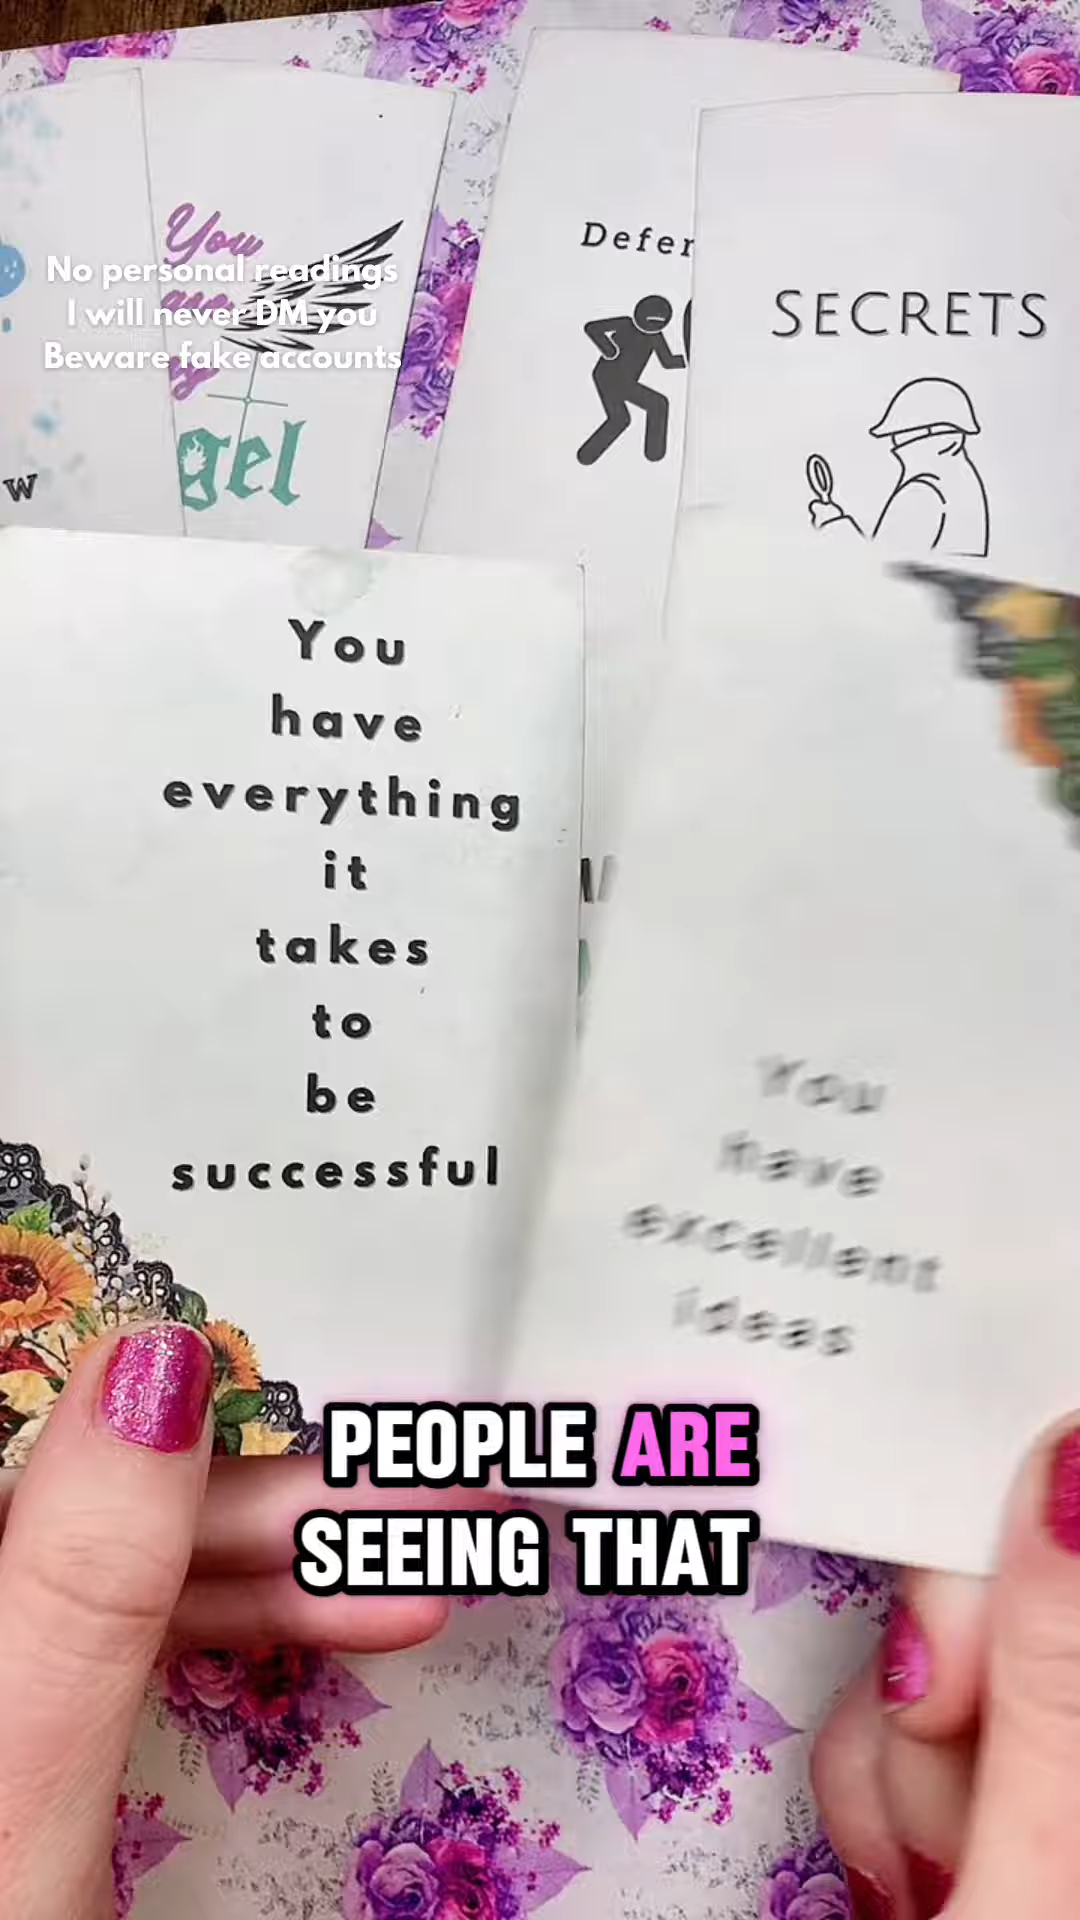 You
No personal readings
I will never DM you
Beware fake accounts
gel
w
Defen
SECRETS
You
have
everything
it
takes
to
be
successful
You
have
excellent
ideas
PEOPLE ARE
SEEING THAT